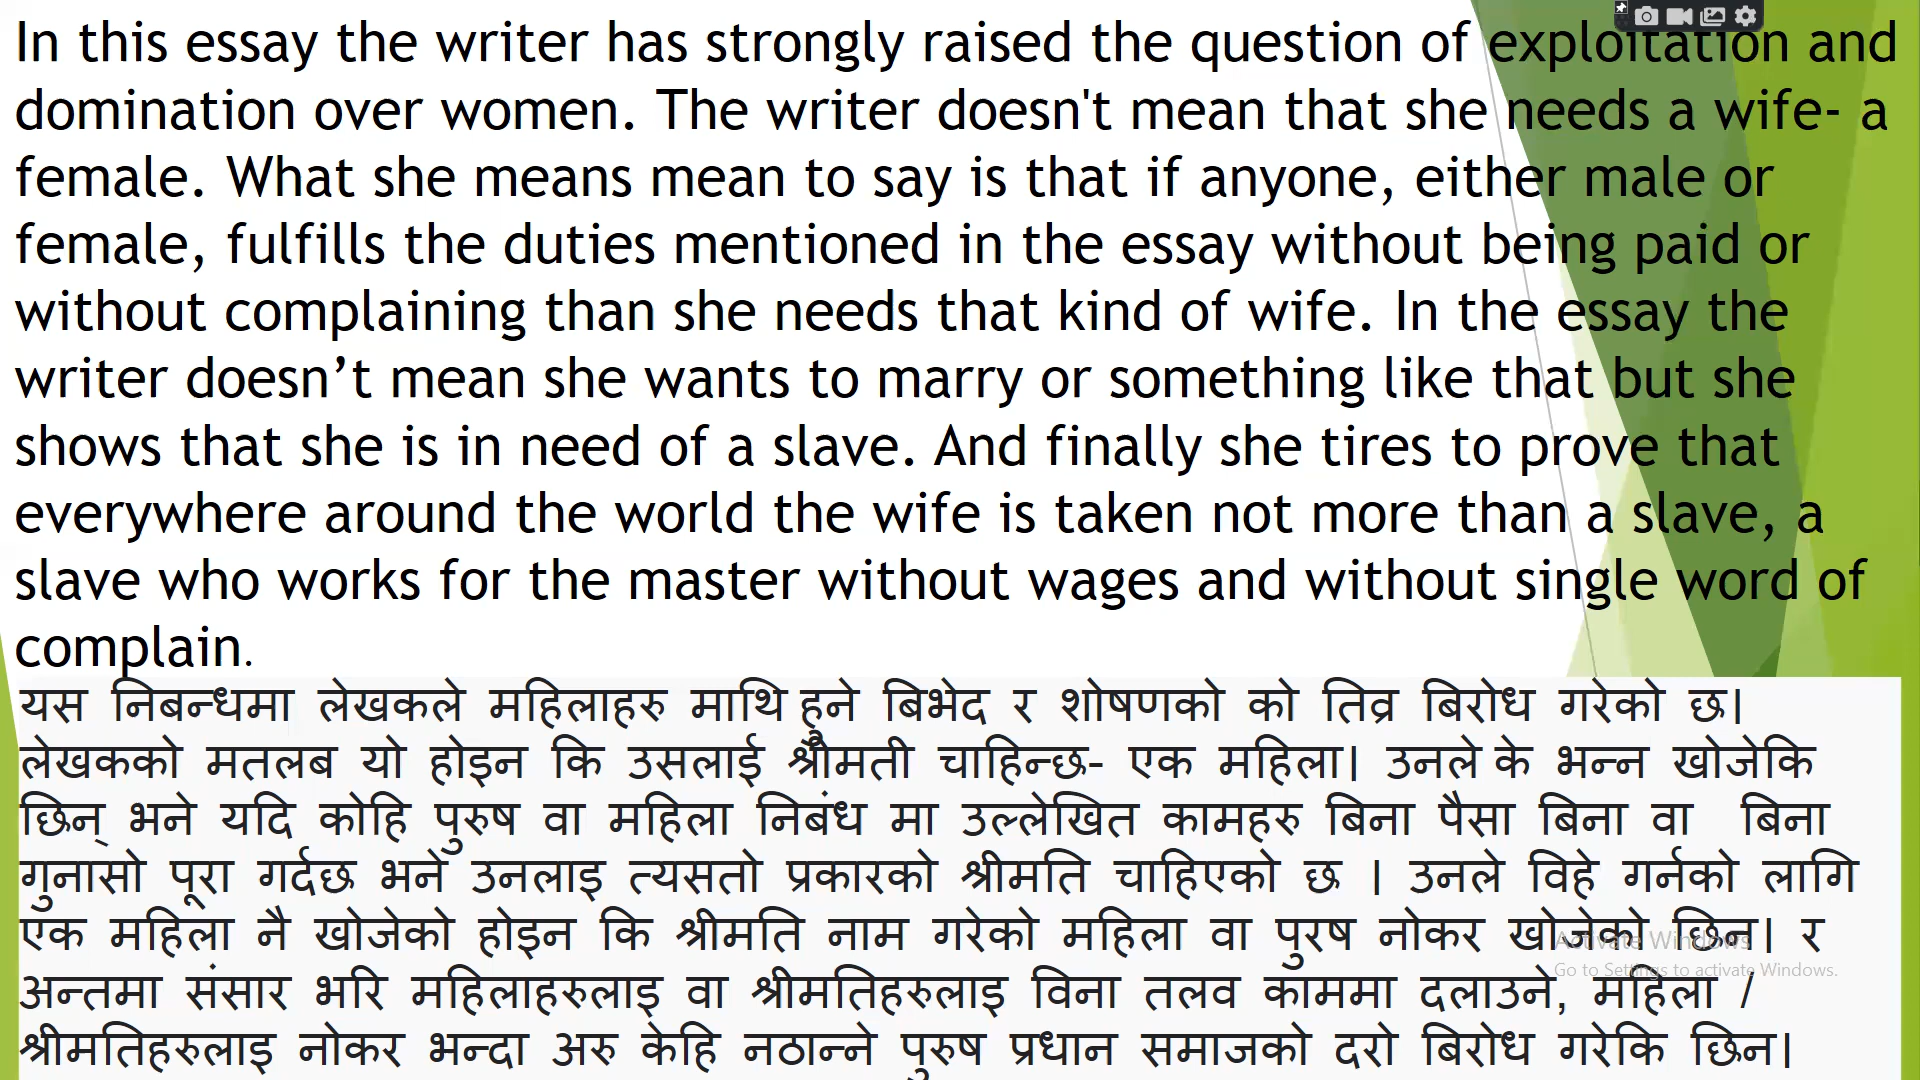 In this essay the writer has strongly raised the question of exploitation and
domination over women. The writer doesn't mean that she needs a wife- a
female. What she means mean to say is that if anyone, either male or
female, fulfills the duties mentioned in the essay without being paid or
without complaining than she needs that kind of wife. In the essay the
writer doesn’t mean she wants to marry or something like that but she
shows that she is in need of a slave. And finally she tires to prove that
everywhere around the world the wife is taken not more than a slave, a
slave who works for the master without wages and without single word of
complain.
यस निबन्धमा लेखकले महिलाहरु माथि हुने बिभेद र शोषणको को तिव्र बिरोध गरेको छ।
लेखकको मतलब यो होइन कि उसलाई श्रीमती चाहिन्छ- एक महिला। उनले के भन्न खोजेकि
छिन् भने यदि कोहि पुरुष वा महिला निबंध मा उल्लेखित कामहरु बिना पैसा बिना वा बिना
गुनासो पूरा गर्दछ भने उनलाइ त्यसतो प्रकारको श्रीमति चाहिएको छ । उनले विहे गर्नको लागि
एक महिला नै खोजेको होइन कि श्रीमति नाम गरेको महिला वा पुरष नोकर खोजेको छिन। र
अन्तमा संसार भरि महिलाहरुलाइ वा श्रीमतिहरुलाइ विना तलव काममा दलाउने, महिला /
श्रीमतिहरुलाइ नोकर भन्दा अरु केहि नठान्ने पुरुष प्रधान समाजको दरो बिरोध गरेकि छिन।
Activate Windows
Go to Settings to activate Windows.